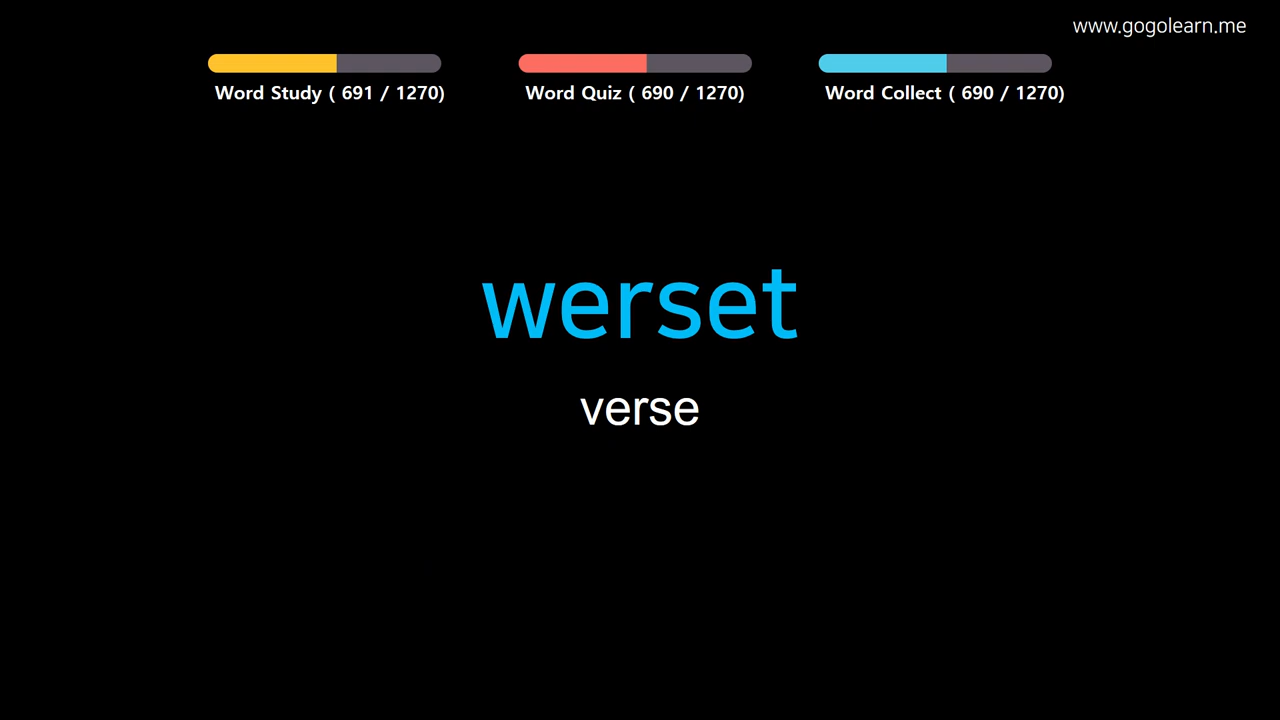 www.gogolearn.me
Word Study ( 691 / 1270)
Word Quiz ( 690 / 1270)
Word Collect ( 690 / 1270)
werset
verse